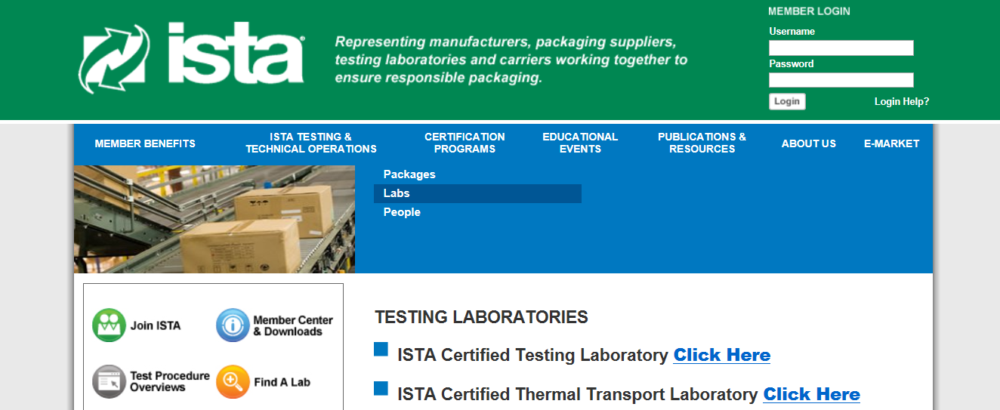 ista®
Representing manufacturers, packaging suppliers,
testing laboratories and carriers working together to
ensure responsible packaging.
MEMBER LOGIN
Username
Password
Login
Login Help?
MEMBER BENEFITS
ISTA TESTING &
TECHNICAL OPERATIONS
CERTIFICATION
PROGRAMS
EDUCATIONAL
EVENTS
PUBLICATIONS &
RESOURCES
ABOUT US
E-MARKET
Packages
Labs
People
Join ISTA
Member Center
& Downloads
Test Procedure
Overviews
Find A Lab
TESTING LABORATORIES
ISTA Certified Testing Laboratory Click Here
ISTA Certified Thermal Transport Laboratory Click Here